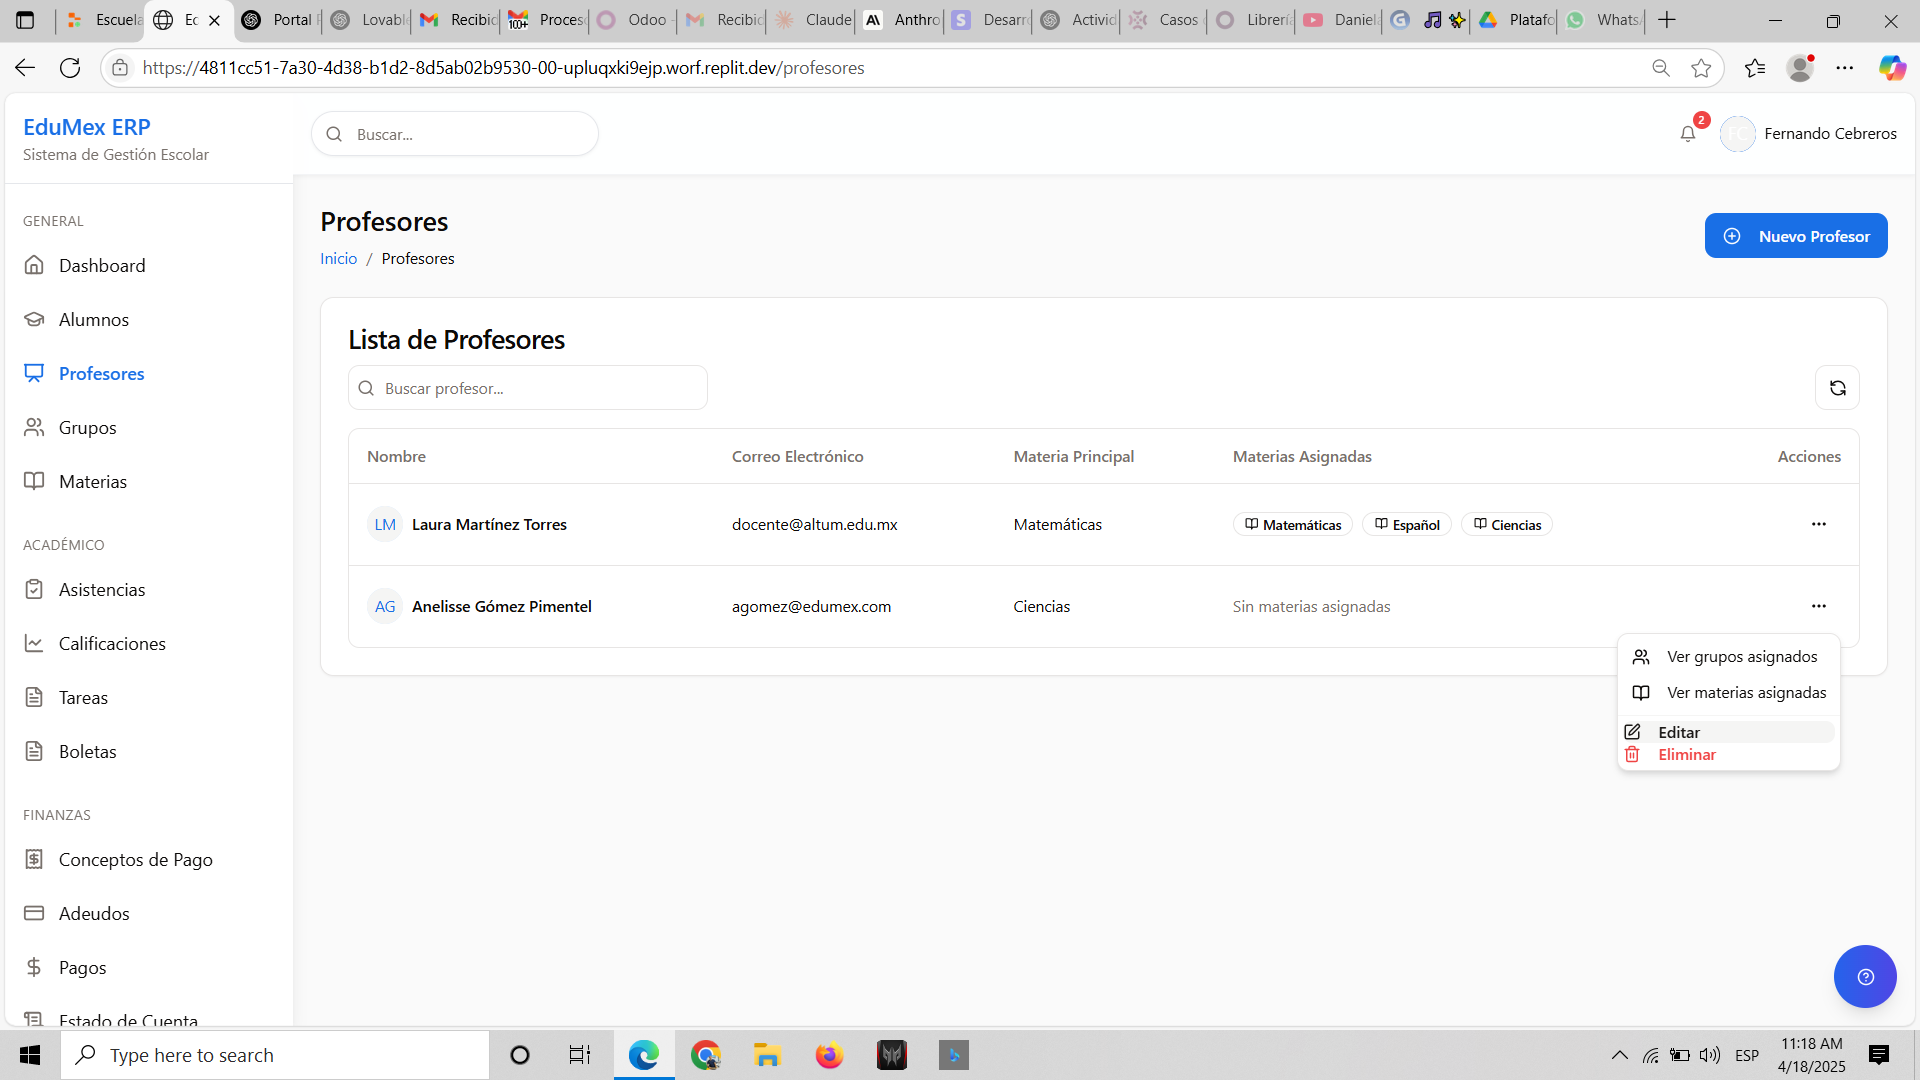 Escuela
Ec
Portal
Lovabl
Recibid
Proces
Odoo
Recibid
Claude
Anthro
Desarr
Activid
Casos
Librería
Daniela
Platafo
Whats
https://4811cc51-7a30-4d38-b1d2-8d5ab02b9530-00-upluqxki9ejp.worf.replit.dev/profesores
EduMex ERP
Sistema de Gestión Escolar
Buscar...
2
FC
Fernando Cebreros
GENERAL
Dashboard
Alumnos
Profesores
Grupos
Materias
ACADÉMICO
Asistencias
Calificaciones
Tareas
Boletas
FINANZAS
Conceptos de Pago
Adeudos
Pagos
Estado de Cuenta
Profesores
Inicio / Profesores
Nuevo Profesor
Lista de Profesores
Buscar profesor...
Nombre Correo Electrónico Materia Principal Materias Asignadas Acciones
LM Laura Martínez Torres docente@altum.edu.mx Matemáticas Matemáticas Español Ciencias
AG Anelisse Gómez Pimentel agomez@edumex.com Ciencias Sin materias asignadas
Ver grupos asignados
Ver materias asignadas
Editar
Eliminar
Type here to search
ESP
11:18 AM
4/18/2025